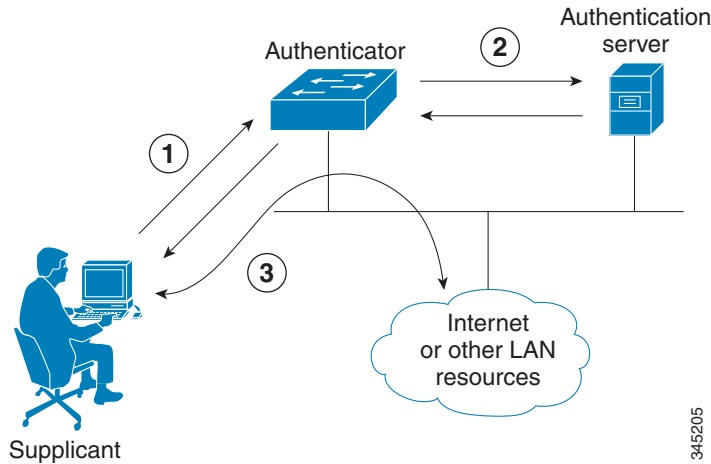 Authentication
server
Authenticator
2
1
3
Internet
or other LAN
resources
Supplicant
345205